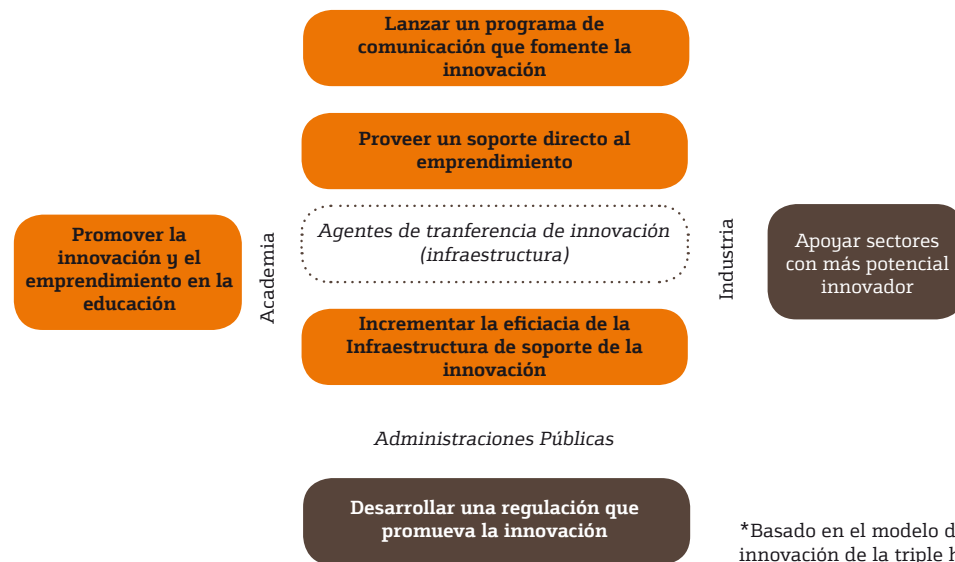 Lanzar un programa de
comunicación que fomente la
innovación
Proveer un soporte directo al
emprendimiento
Promover la
innovación y el
emprendimiento en la
educación
Academia
Agentes de tranferencia de innovación
(infraestructura)
Industria
Apoyar sectores
con más potencial
innovador
Incrementar la eficiacia de la
Infraestructura de soporte de la
innovación
Administraciones Públicas
Desarrollar una regulación que
promueva la innovación
*Basado en el modelo d
innovación de la triple h